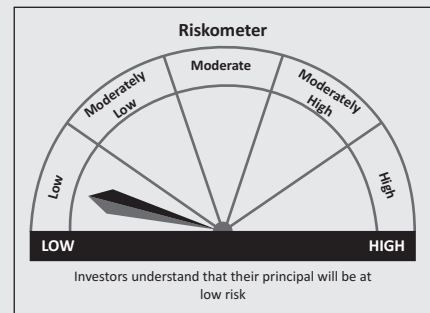 Riskometer
Moderate
Moderately
Low
Moderately
High
Low
High
LOW HIGH
Investors understand that their principal will be at
low risk